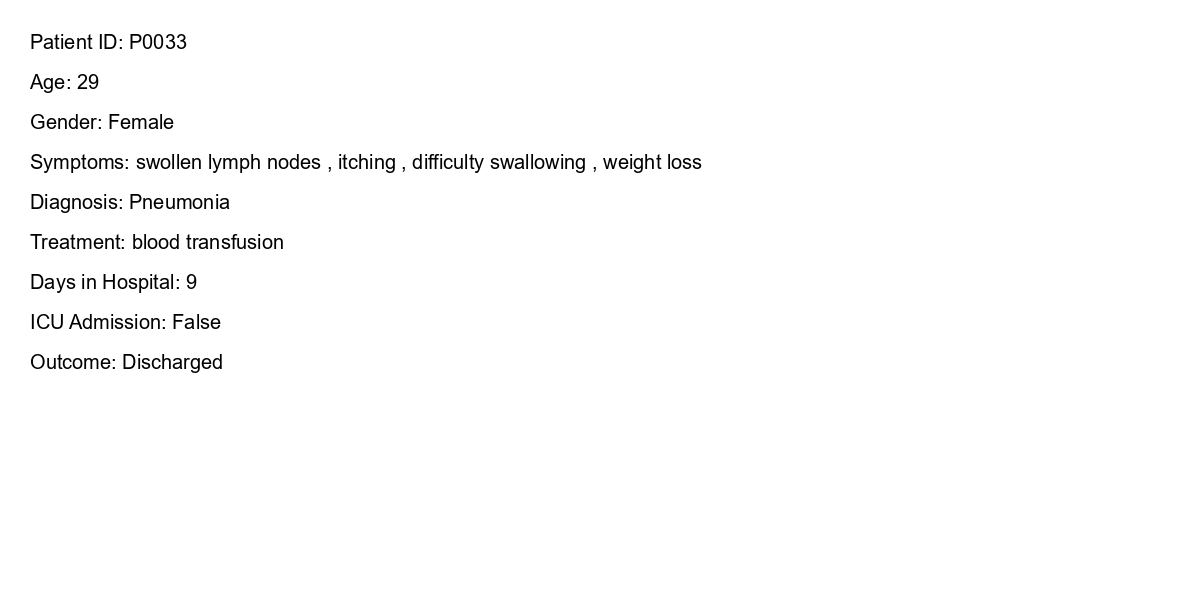 Patient ID: P0033
Age: 29
Gender: Female
Symptoms: swollen lymph nodes , itching , difficulty swallowing , weight loss
Diagnosis: Pneumonia
Treatment: blood transfusion
Days in Hospital: 9
ICU Admission: False
Outcome: Discharged